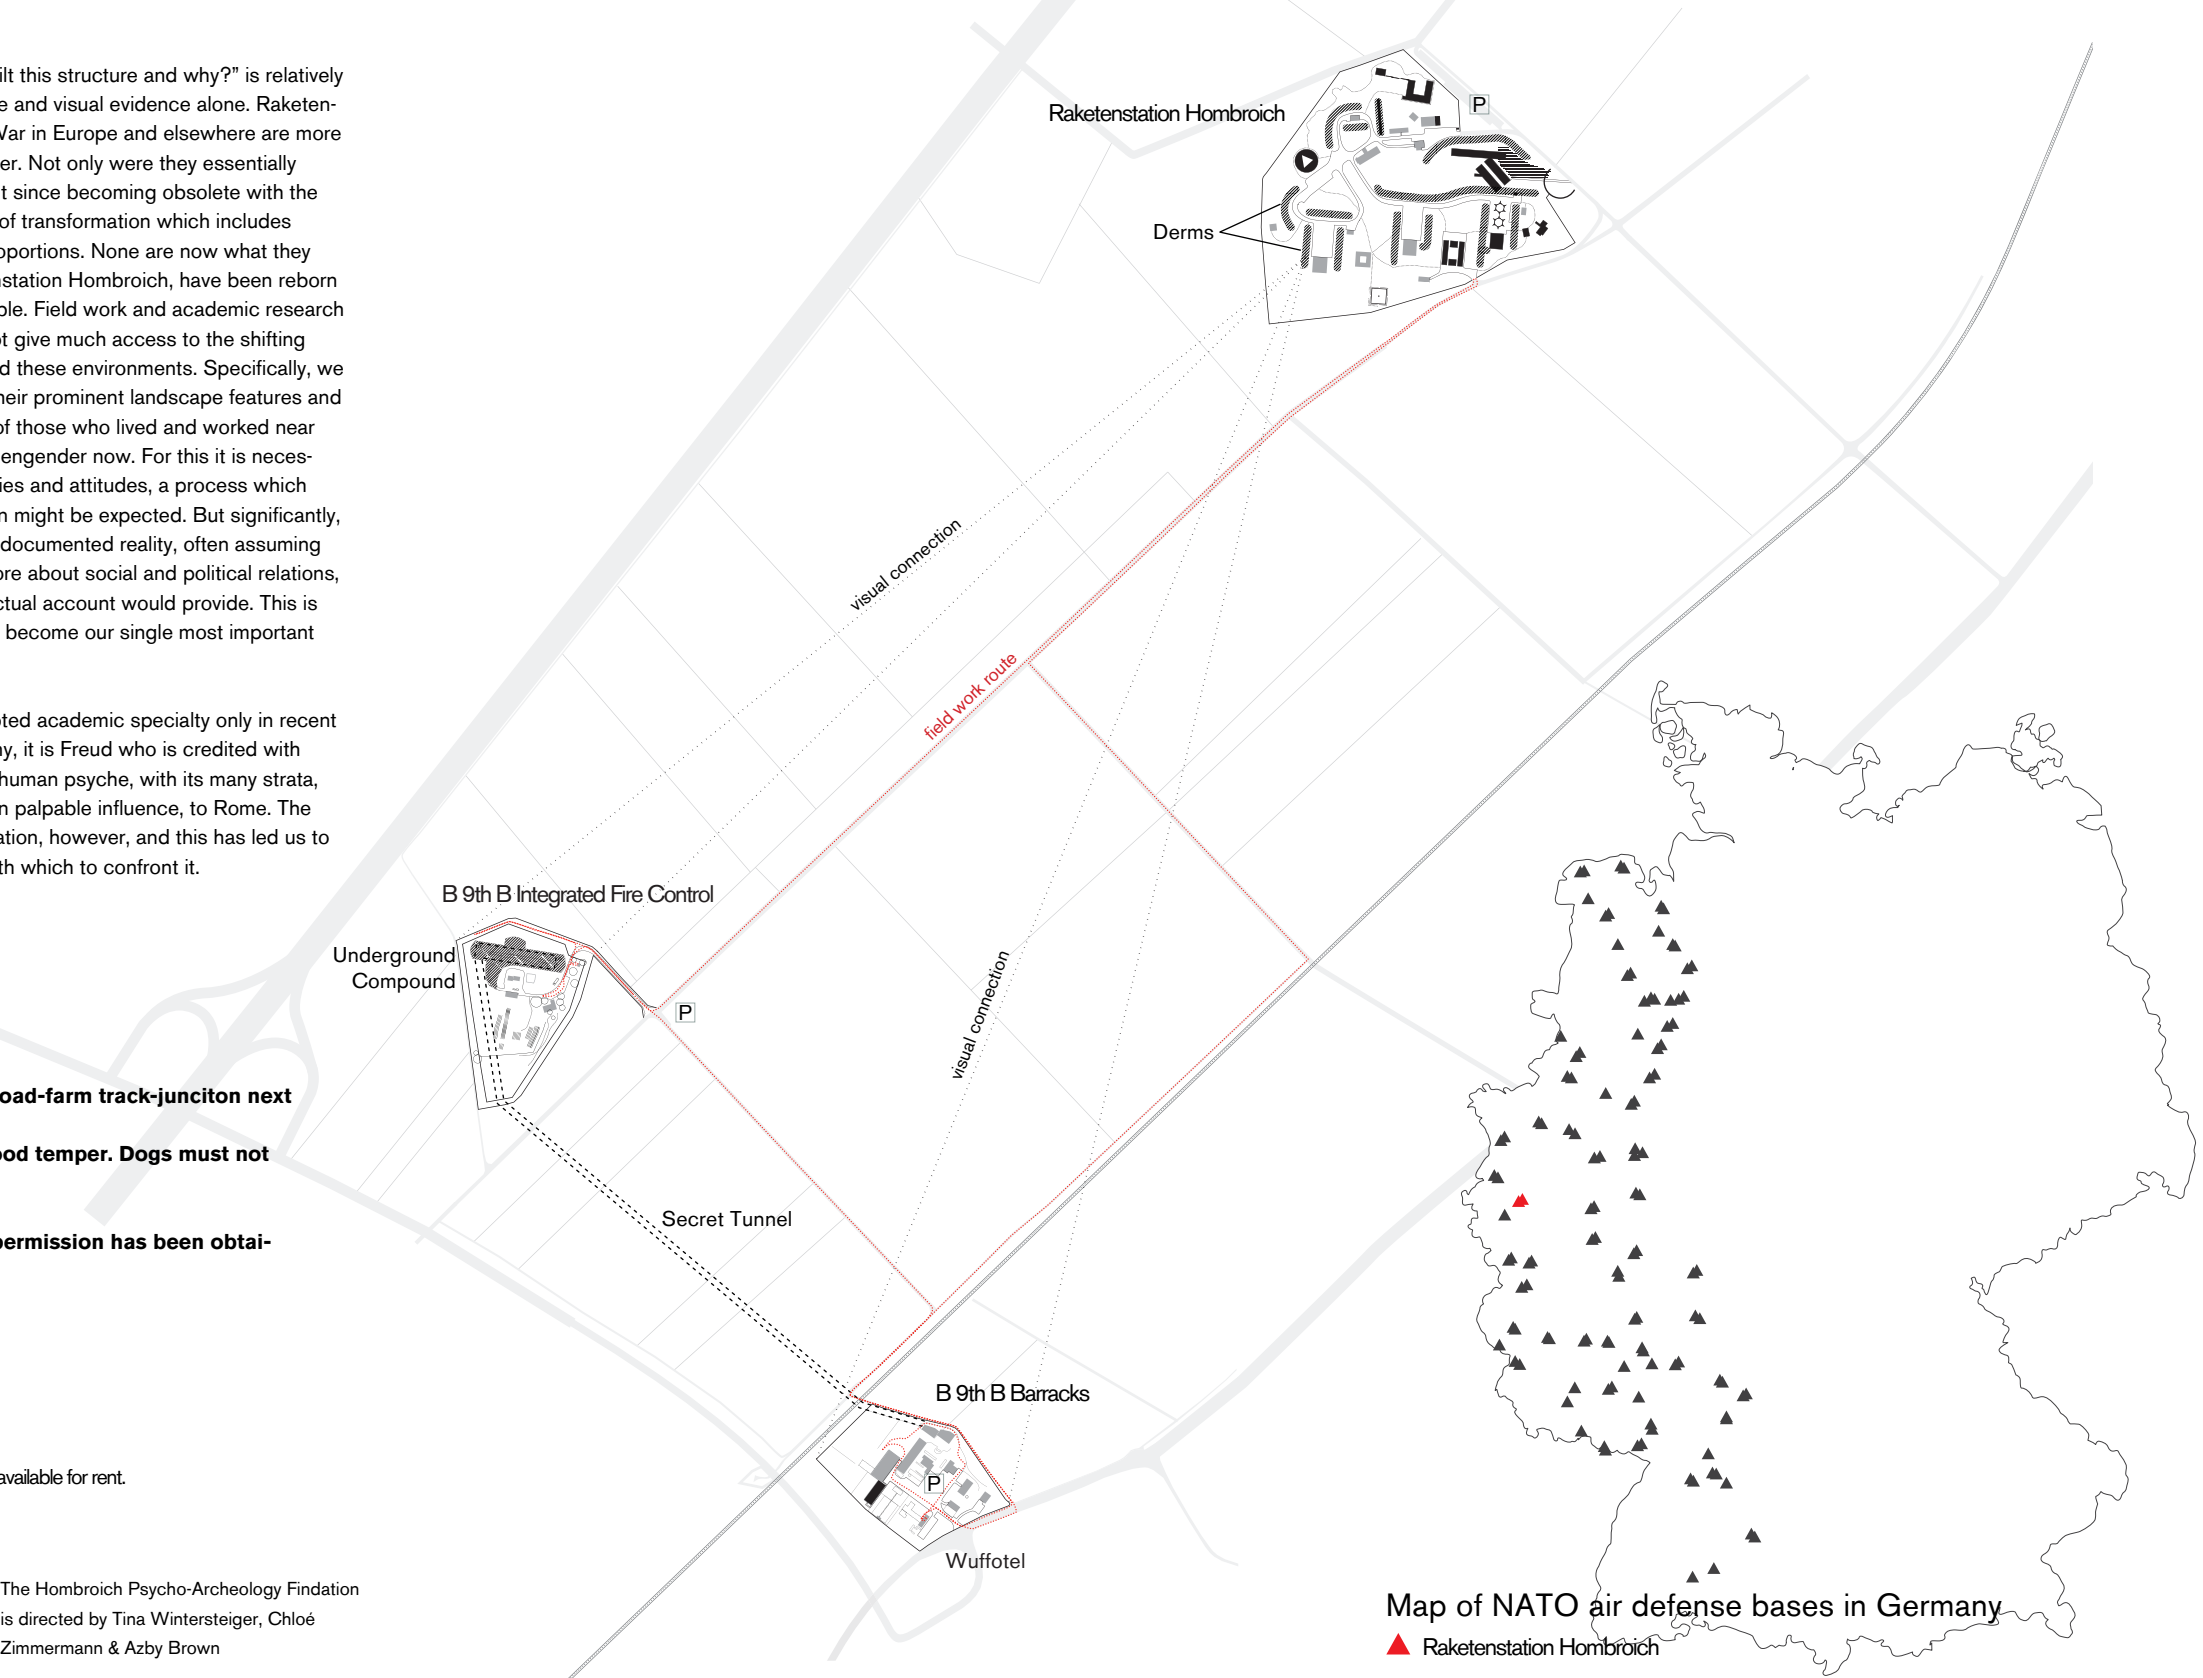 ilt this structure and why?” is relatively
e and visual evidence alone. Raketen-
War in Europe and elsewhere are more
er. Not only were they essentially
t since becoming obsolete with the
of transformation which includes
oportions. None are now what they
nstation Hombroich, have been reborn
ble. Field work and academic research
ot give much access to the shifting
d these environments. Specifically, we
heir prominent landscape features and
of those who lived and worked near
engender now. For this it is neces-
ies and attitudes, a process which
n might be expected. But significantly,
documented reality, often assuming
ore about social and political relations,
ctual account would provide. This is
become our single most important
oted academic specialty only in recent
ny, it is Freud who is credited with
human psyche, with its many strata,
n palpable influence, to Rome. The
ation, however, and this has led us to
th which to confront it.
oad-farm track-junciton next
ood temper. Dogs must not
permission has been obtai-
available for rent.
The Hombroich Psycho-Archeology Findation
is directed by Tina Wintersteiger, Chloé
Zimmermann & Azby Brown
Raketenstation Hombroich
P
Derms
visual connection
field work route
B 9th B Integrated Fire Control
Underground
Compound
P
visual connection
Secret Tunnel
B 9th B Barracks
P
Wuffotel
Map of NATO air defense bases in Germany
Raketenstation Hombroich